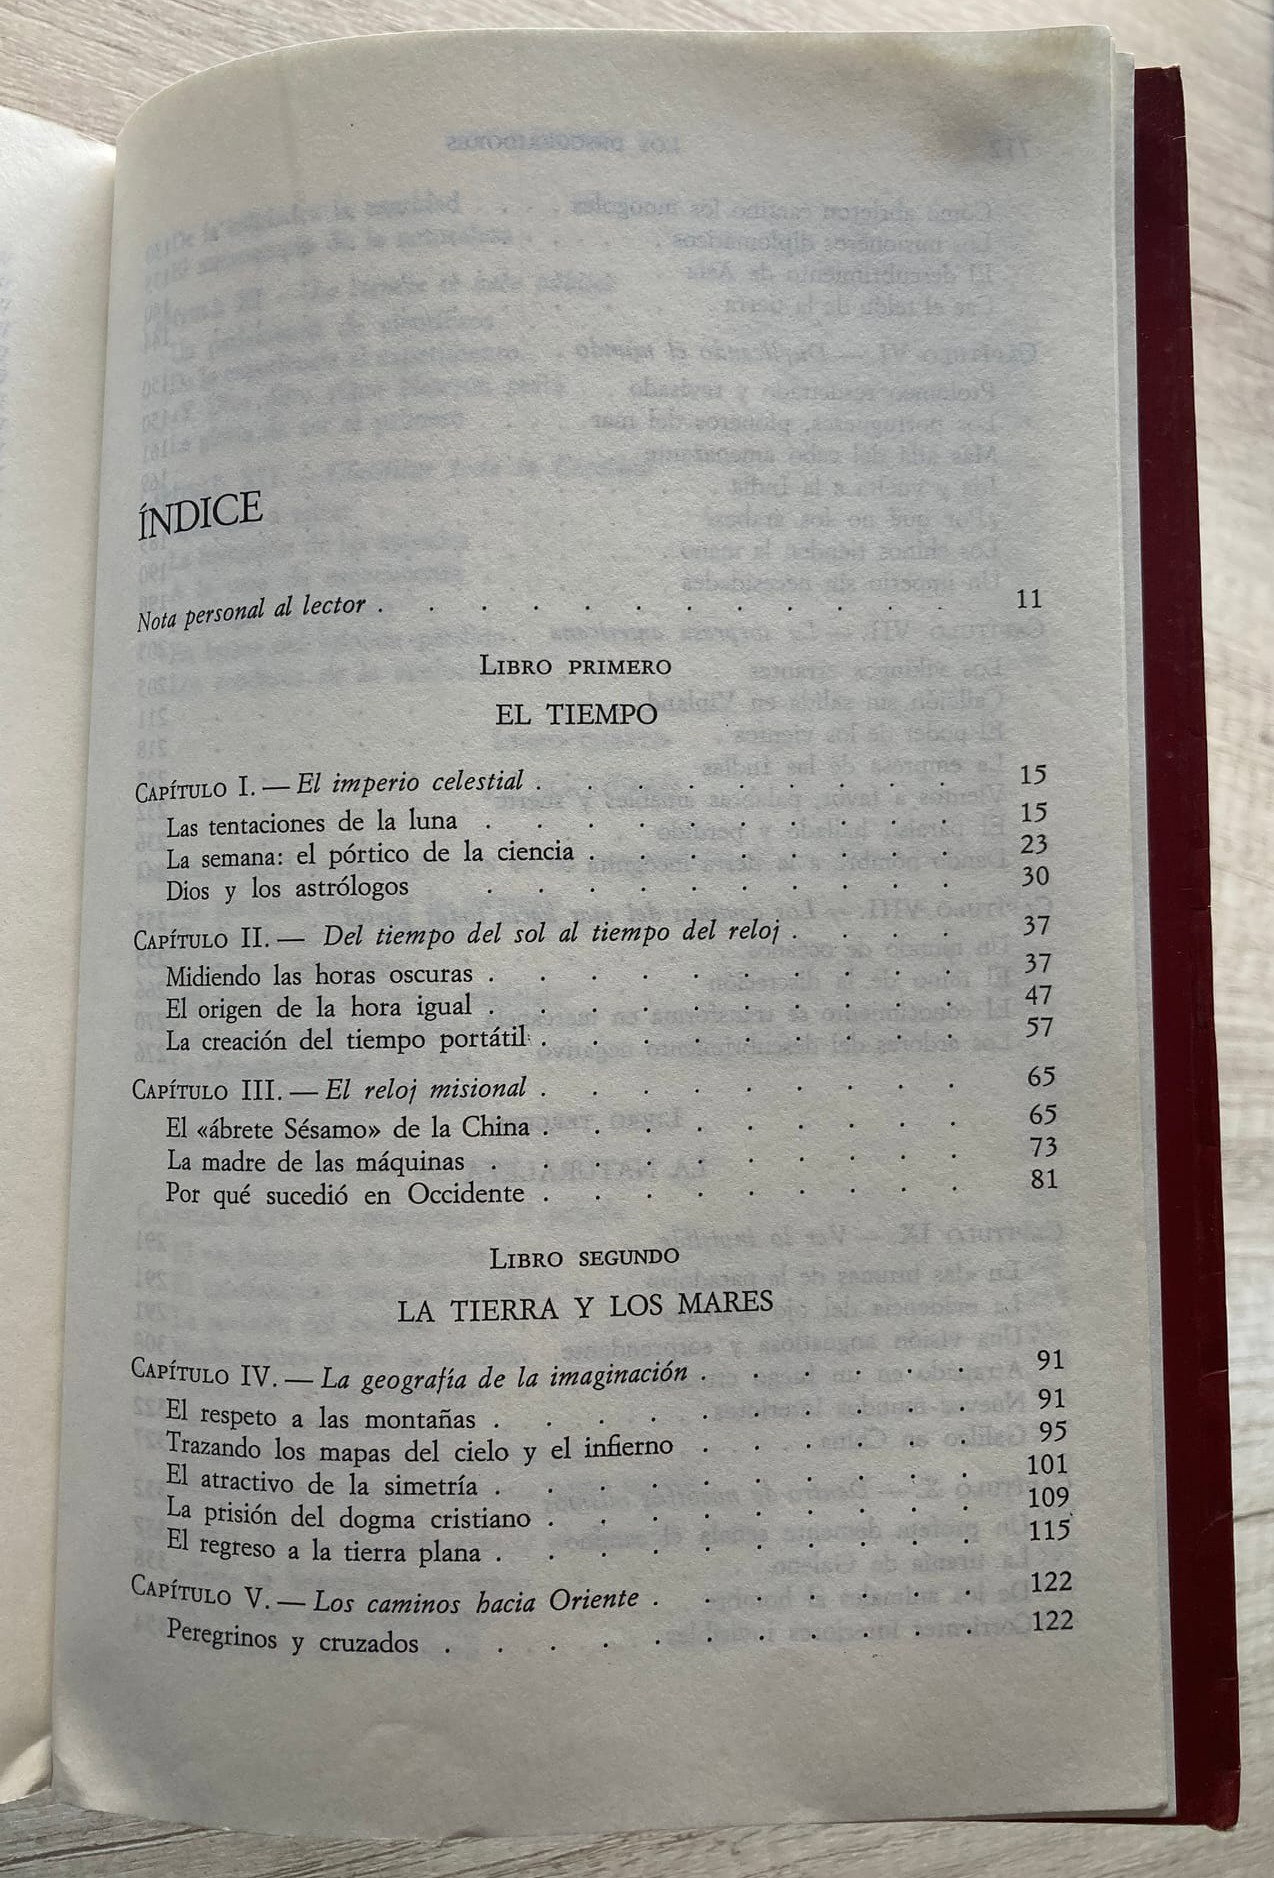 ÍNDICE
Nota personal al lector . . . . . . . . . . . . 11
LIBRO PRIMERO
EL TIEMPO
CAPÍTULO I. — El imperio celestial . . . . . . . . . 15
Las tentaciones de la luna . . . . . . . . . . 15
La semana: el pórtico de la ciencia . . . . . . . . 23
Dios y los astrólogos . . . . . . . . . . 30
CAPÍTULO II. — Del tiempo del sol al tiempo del reloj . . . . 37
Midiendo las horas oscuras . . . . . . . . . . 37
El origen de la hora igual . . . . . . . . . . 47
La creación del tiempo portátil . . . . . . . . . 57
CAPÍTULO III. — El reloj misional . . . . . . . . . 65
El «ábrete Sésamo» de la China . . . . . . . . . 65
La madre de las máquinas . . . . . . . . . . 73
Por qué sucedió en Occidente . . . . . . . . . 81
LIBRO SEGUNDO
LA TIERRA Y LOS MARES
CAPÍTULO IV. — La geografía de la imaginación . . . . . . 91
El respeto a las montañas . . . . . . . . . . 91
Trazando los mapas del cielo y el infierno . . . . . . 95
El atractivo de la simetría . . . . . . . . . . 101
La prisión del dogma cristiano . . . . . . . . . 109
El regreso a la tierra plana . . . . . . . . . . 115
CAPÍTULO V. — Los caminos hacia Oriente . . . . . . . 122
Peregrinos y cruzados . . . . . . . . . . . 122